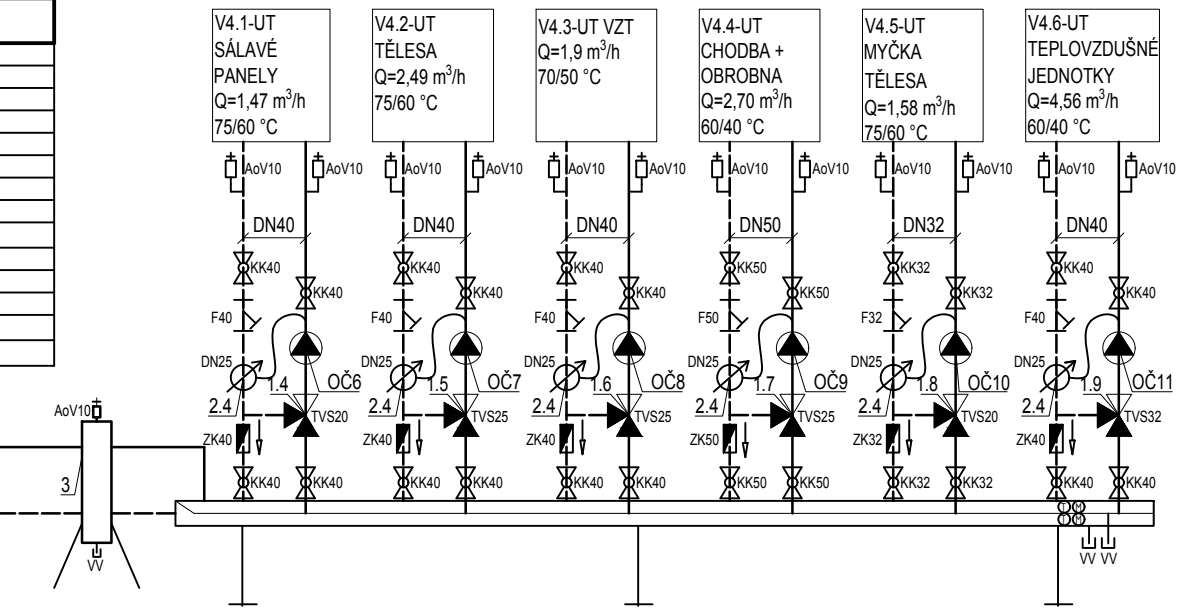 V4.1-UT
SÁLAVÉ
PANELY
Q=1,47 m³/h
75/60 °C
V4.2-UT
TĚLESA
Q=2,49 m³/h
75/60 °C
V4.3-UT VZT
Q=1,9 m³/h
70/50 °C
V4.4-UT
CHODBA +
OBROBNA
Q=2,70 m³/h
60/40 °C
V4.5-UT
MYČKA
TĚLESA
Q=1,58 m³/h
75/60 °C
V4.6-UT
TEPLOVZDUŠNÉ
JEDNOTKY
Q=4,56 m³/h
60/40 °C
AoV10 AoV10 AoV10 AoV10 AoV10 AoV10 AoV10 AoV10 AoV10 AoV10 AoV10 AoV10
DN40 DN40 DN40 DN50 DN32 DN40
KK40 KK40 KK40 KK50 KK32 KK40
KK40 KK40 KK40 KK50 KK32 KK40
F40 F40 F40 F50 F32 F40
DN25 DN25 DN25 DN25 DN25 DN25
1.4 OČ6 1.5 OČ7 1.6 OČ8 1.7 OČ9 1.8 OČ10 1.9 OČ11
2.4 2.4 2.4 2.4 2.4 2.4
TVS20 TVS25 TVS25 TVS25 TVS20 TVS32
AoV10
ZK40 ZK40 ZK40 ZK50 ZK32 ZK40
3
KK40 KK40 KK40 KK40 KK40 KK40 KK50 KK50 KK32 KK32 KK40 KK40
T M
T M
VV
VV VV